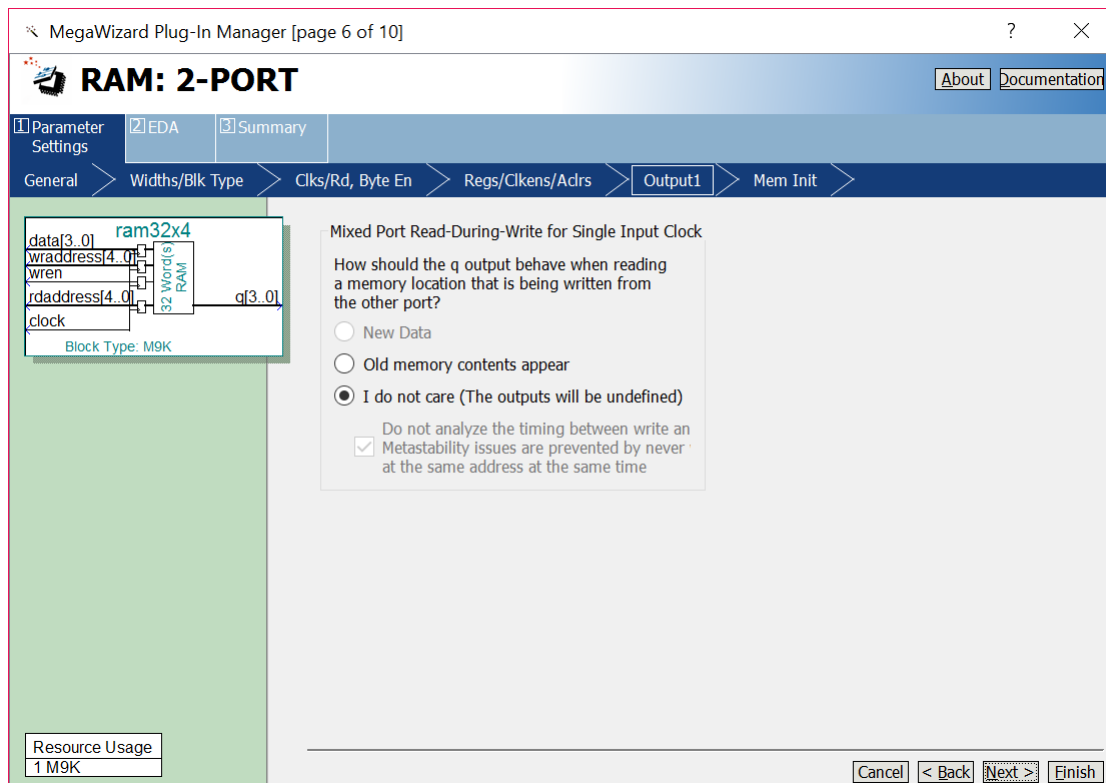 MegaWizard Plug-In Manager [page 6 of 10]
?
RAM: 2-PORT
About
Documentation
1 Parameter Settings
2 EDA
3 Summary
General
Widths/Blk Type
Clks/Rd, Byte En
Regs/Clkens/Aclrs
Output1
Mem Init
ram32x4
data[3..0]
wraddress[4..0]
wren
rdaddress[4..0]
clock
32 Word(s)
RAM
q[3..0]
Block Type: M9K
Mixed Port Read-During-Write for Single Input Clock
How should the q output behave when reading
a memory location that is being written from
the other port?
New Data
Old memory contents appear
I do not care (The outputs will be undefined)
Do not analyze the timing between write an
Metastability issues are prevented by never
at the same address at the same time
Resource Usage
1 M9K
Cancel
< Back
Next >
Finish